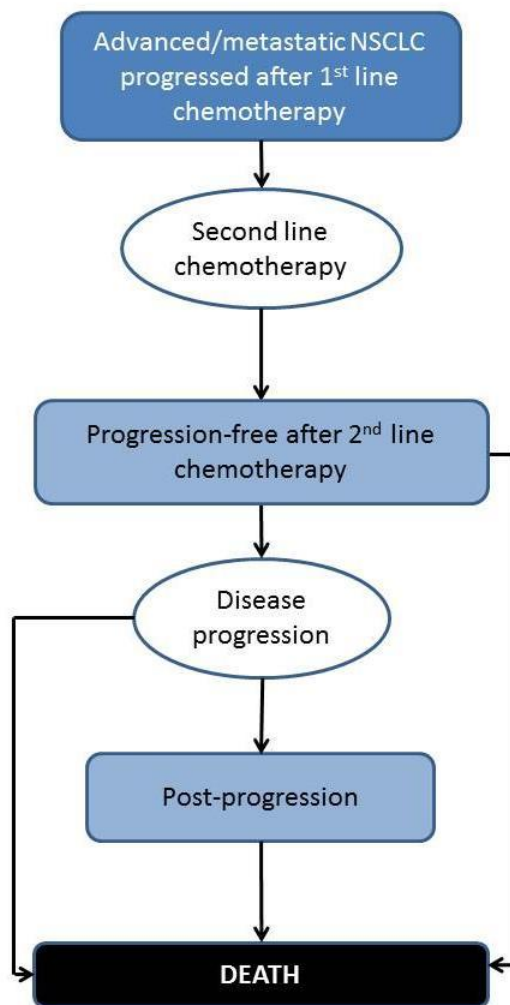 Advanced/metastatic NSCLC
progressed after 1st line
chemotherapy
Second line
chemotherapy
Progression-free after 2nd line
chemotherapy
Disease
progression
Post-progression
DEATH